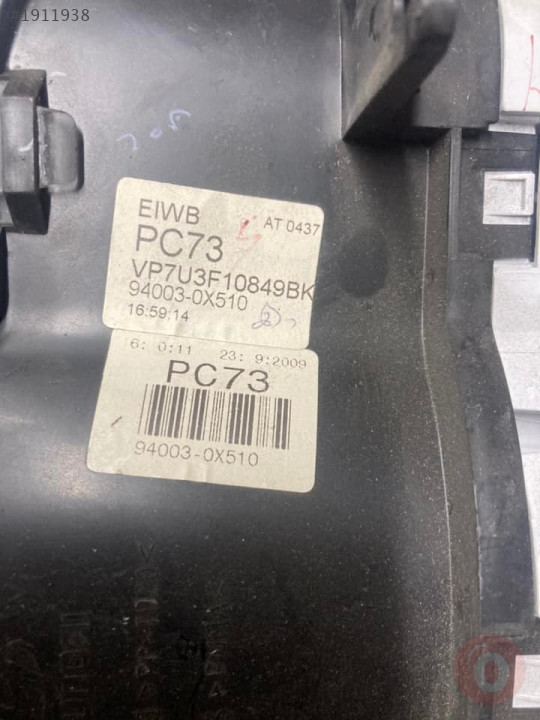 1911938
EIWB
AT 0437
PC73
VP7U3F10849BK
94003-0X510
16:59:14
6: 0:11 23: 9:2009
PC73
94003-0X510